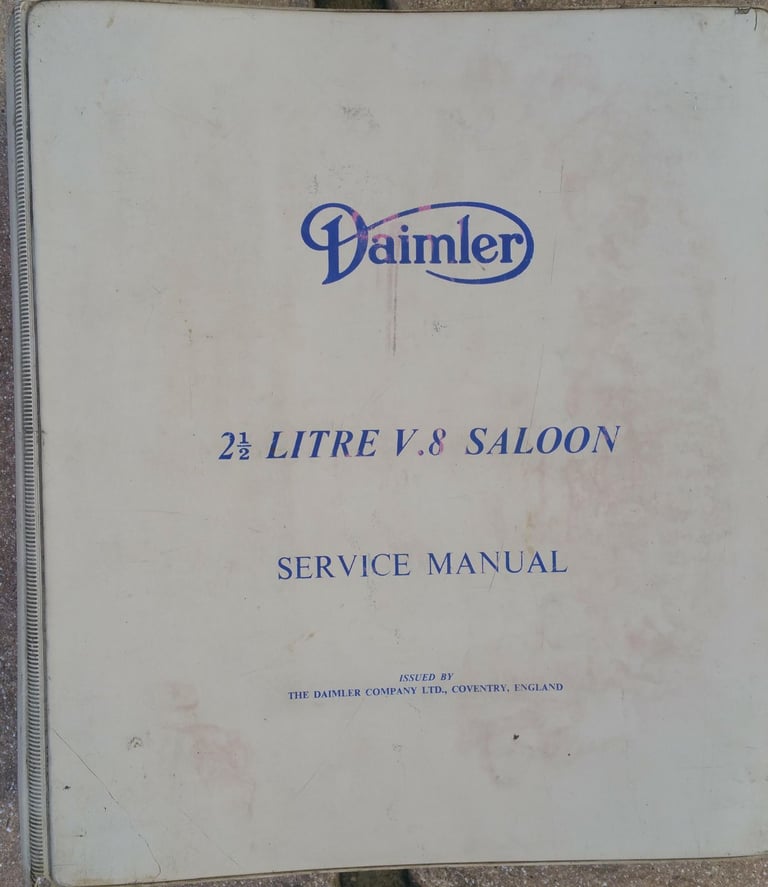 Daimler
2½ LITRE V.8 SALOON
SERVICE MANUAL
ISSUED BY
THE DAIMLER COMPANY LTD., COVENTRY, ENGLAND